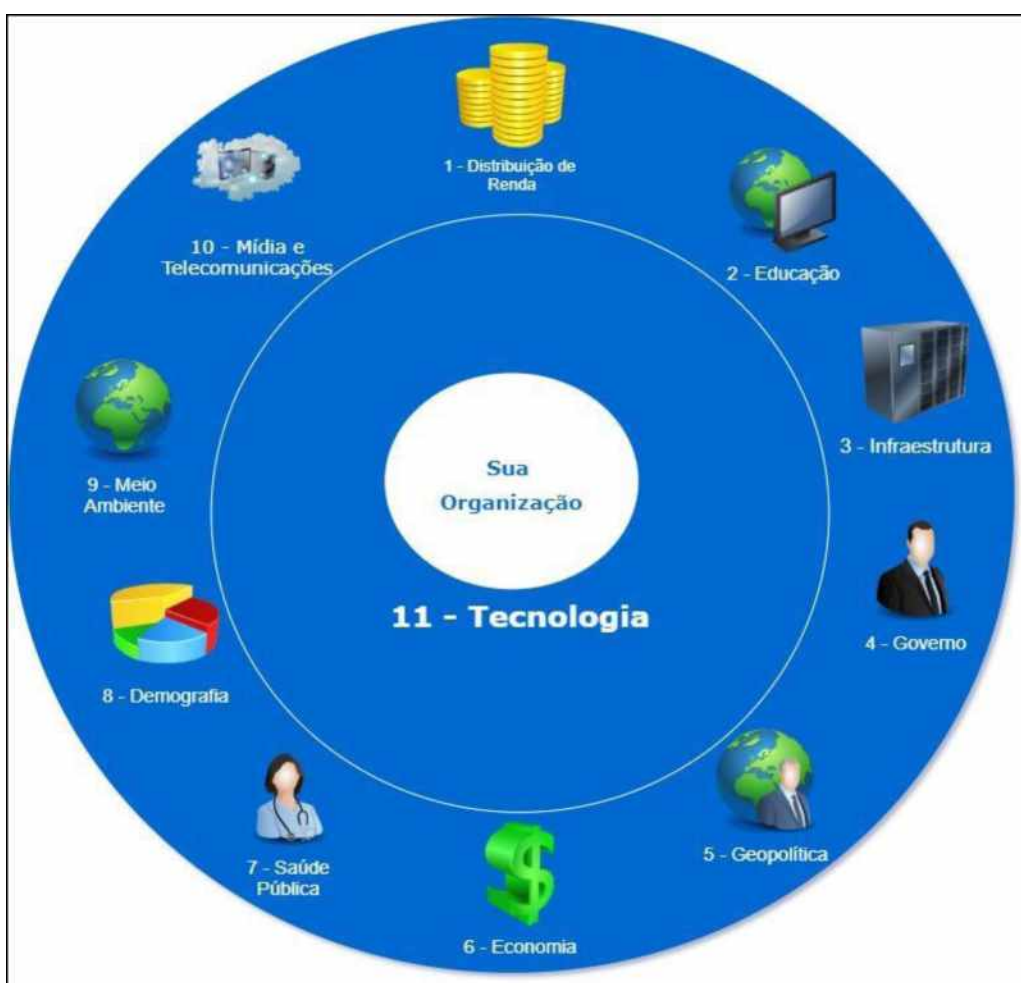 1 - Distribuição de
Renda
2 - Educação
3 - Infraestrutura
4 - Governo
5 - Geopolítica
6 - Economia
7 - Saúde
Pública
8 - Demografia
9 - Meio
Ambiente
10 - Mídia e
Telecomunicações
Sua
Organização
11 - Tecnologia